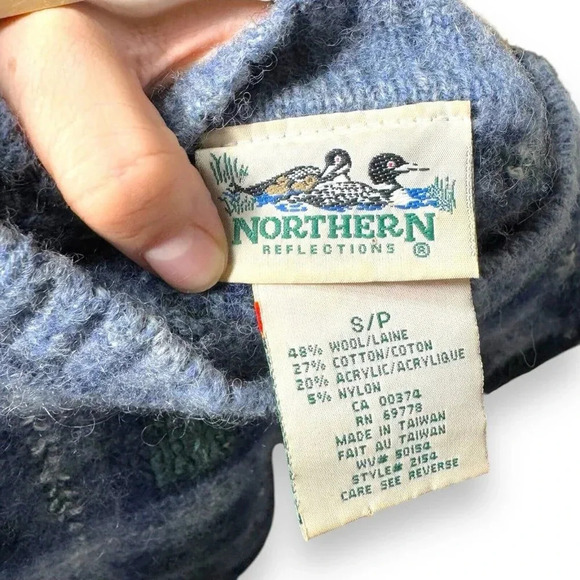 NORTHERN
REFLECTIONS ®
S/P
48% WOOL/LAINE
27% COTTON/COTON
20% ACRYLIC/ACRYLIQUE
5% NYLON
CA 00374
RN 69778
MADE IN TAIWAN
FAIT AU TAIWAN
WV# 50154
STYLE# 2154
CARE SEE REVERSE